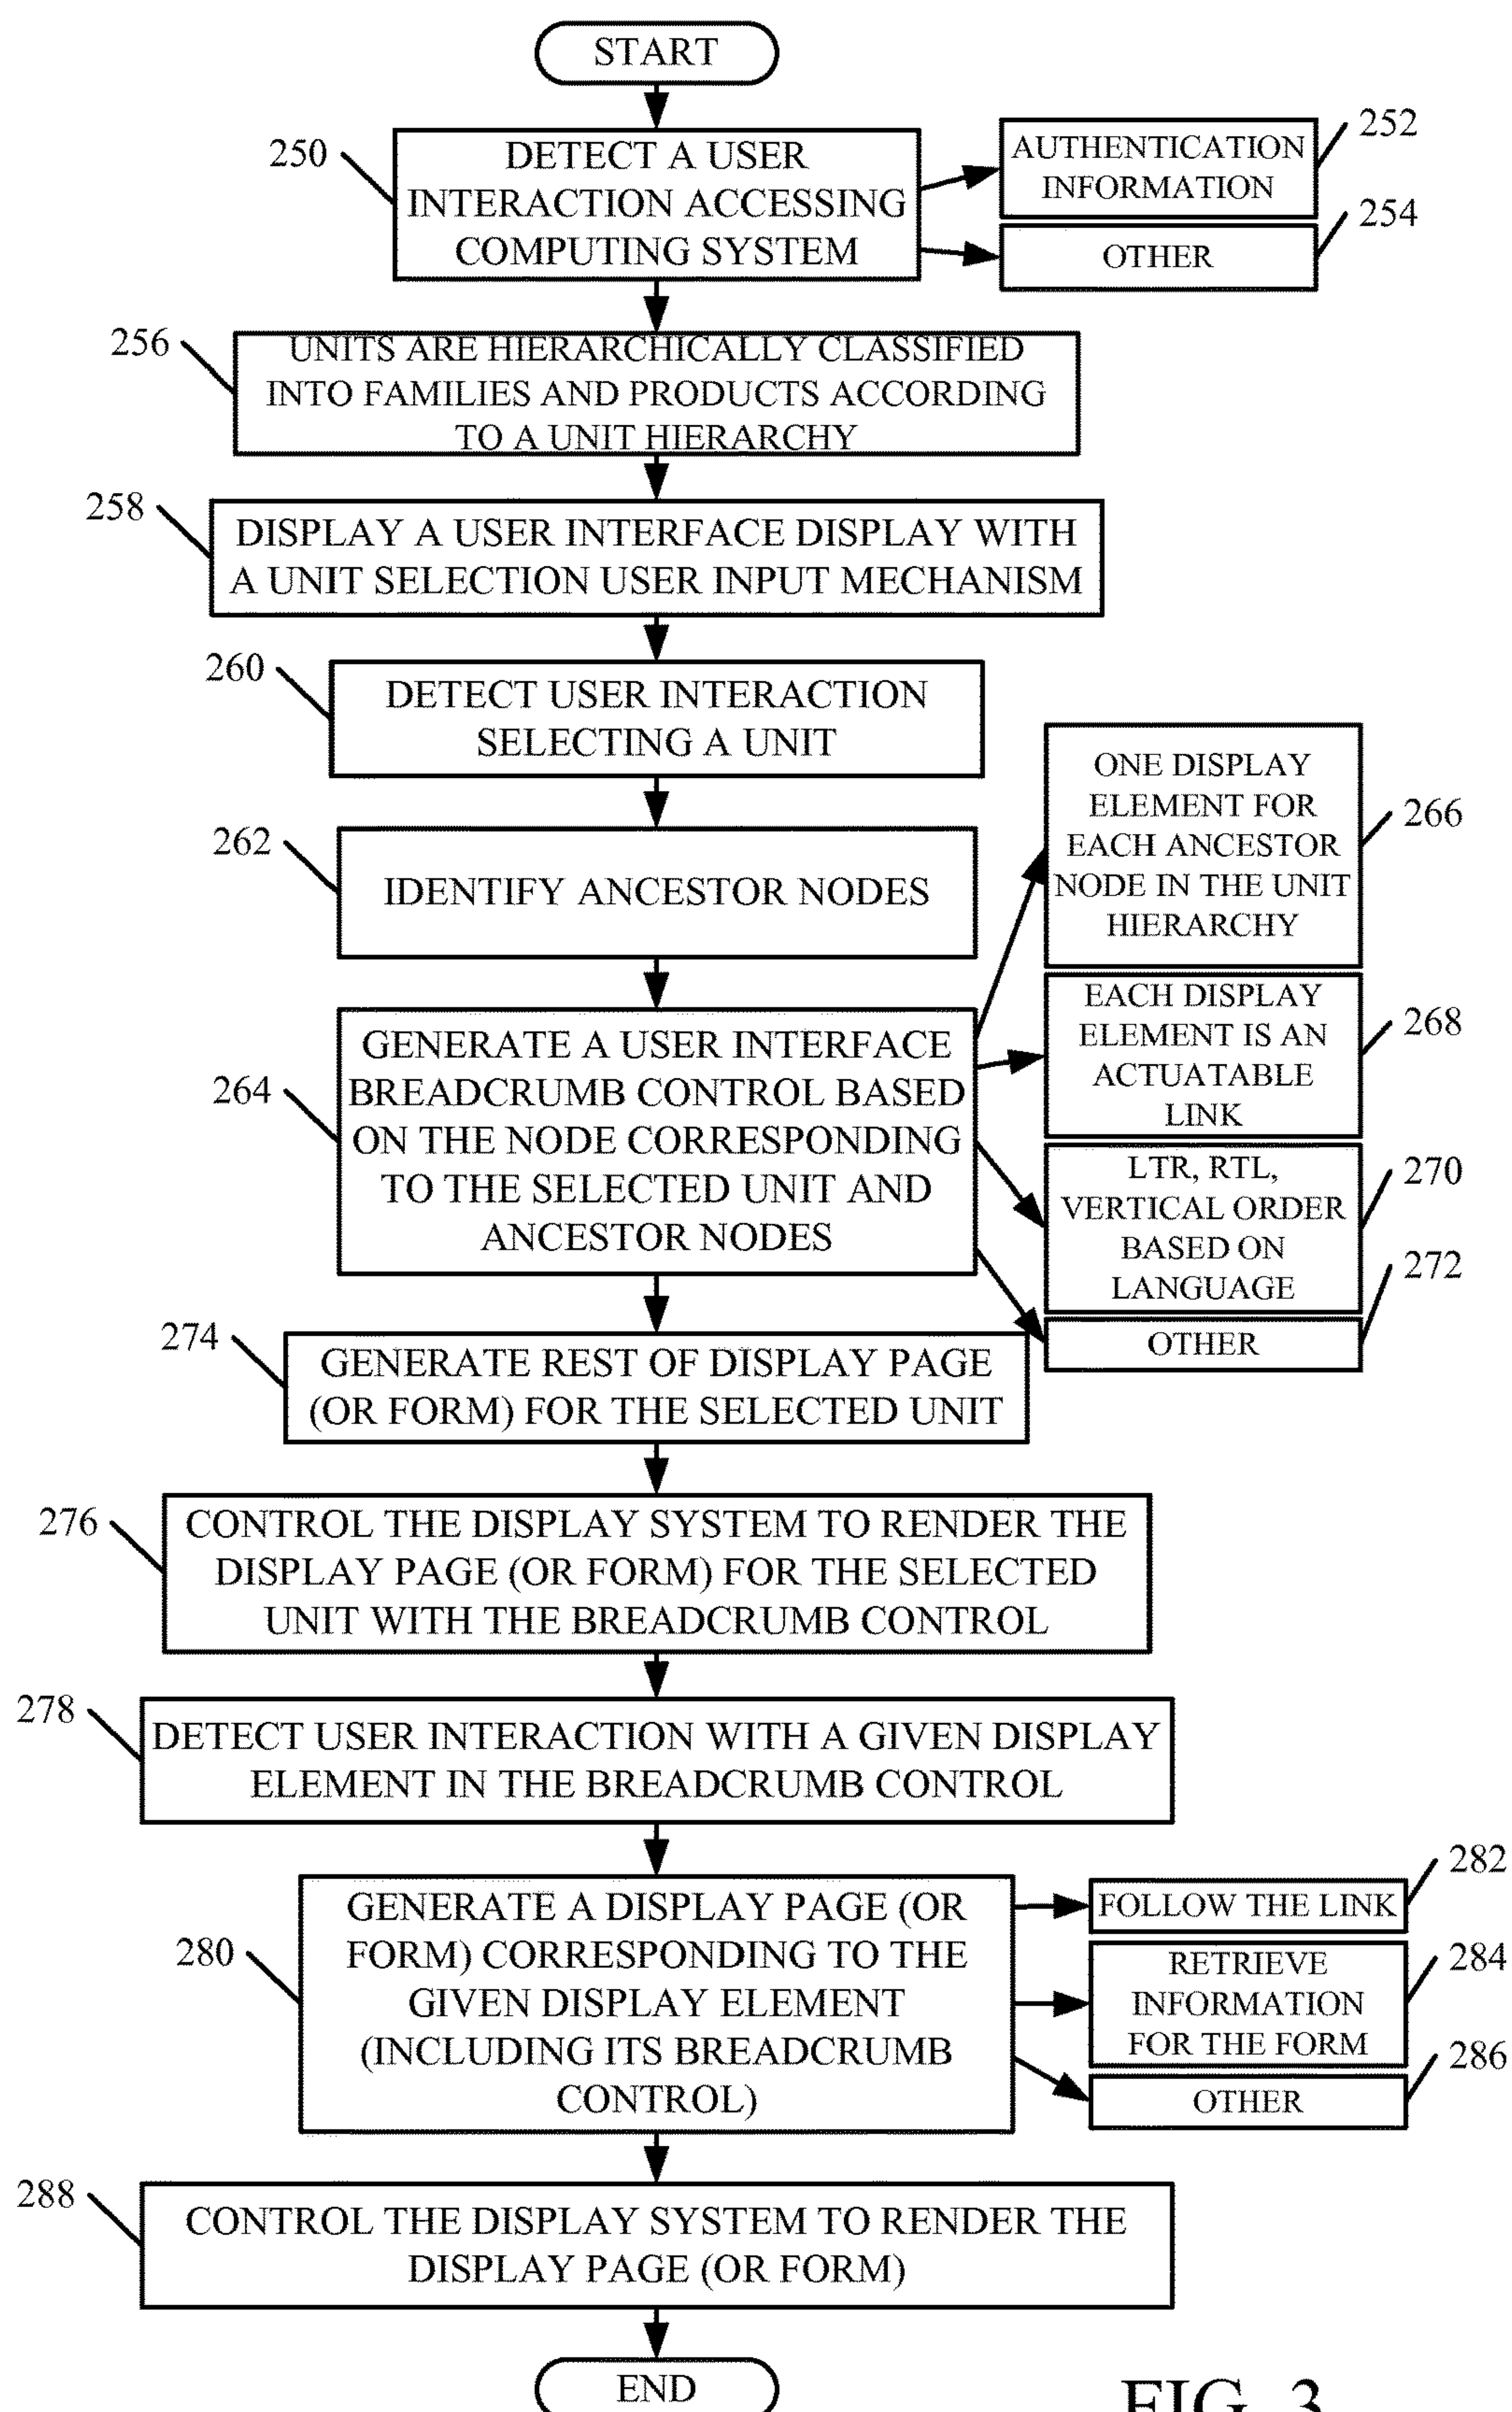 START
250
DETECT A USER
INTERACTION ACCESSING
COMPUTING SYSTEM
AUTHENTICATION
INFORMATION
252
OTHER
254
256
UNITS ARE HIERARCHICALLY CLASSIFIED
INTO FAMILIES AND PRODUCTS ACCORDING
TO A UNIT HIERARCHY
258
DISPLAY A USER INTERFACE DISPLAY WITH
A UNIT SELECTION USER INPUT MECHANISM
260
DETECT USER INTERACTION
SELECTING A UNIT
262
IDENTIFY ANCESTOR NODES
264
GENERATE A USER INTERFACE
BREADCRUMB CONTROL BASED
ON THE NODE CORRESPONDING
TO THE SELECTED UNIT AND
ANCESTOR NODES
ONE DISPLAY
ELEMENT FOR
EACH ANCESTOR
NODE IN THE UNIT
HIERARCHY
266
EACH DISPLAY
ELEMENT IS AN
ACTUATABLE
LINK
268
LTR, RTL,
VERTICAL ORDER
BASED ON
LANGUAGE
270
OTHER
272
274
GENERATE REST OF DISPLAY PAGE
(OR FORM) FOR THE SELECTED UNIT
276
CONTROL THE DISPLAY SYSTEM TO RENDER THE
DISPLAY PAGE (OR FORM) FOR THE SELECTED
UNIT WITH THE BREADCRUMB CONTROL
278
DETECT USER INTERACTION WITH A GIVEN DISPLAY
ELEMENT IN THE BREADCRUMB CONTROL
280
GENERATE A DISPLAY PAGE (OR
FORM) CORRESPONDING TO THE
GIVEN DISPLAY ELEMENT
(INCLUDING ITS BREADCRUMB
CONTROL)
FOLLOW THE LINK
282
RETRIEVE
INFORMATION
FOR THE FORM
284
OTHER
286
288
CONTROL THE DISPLAY SYSTEM TO RENDER THE
DISPLAY PAGE (OR FORM)
END
FIG. 3